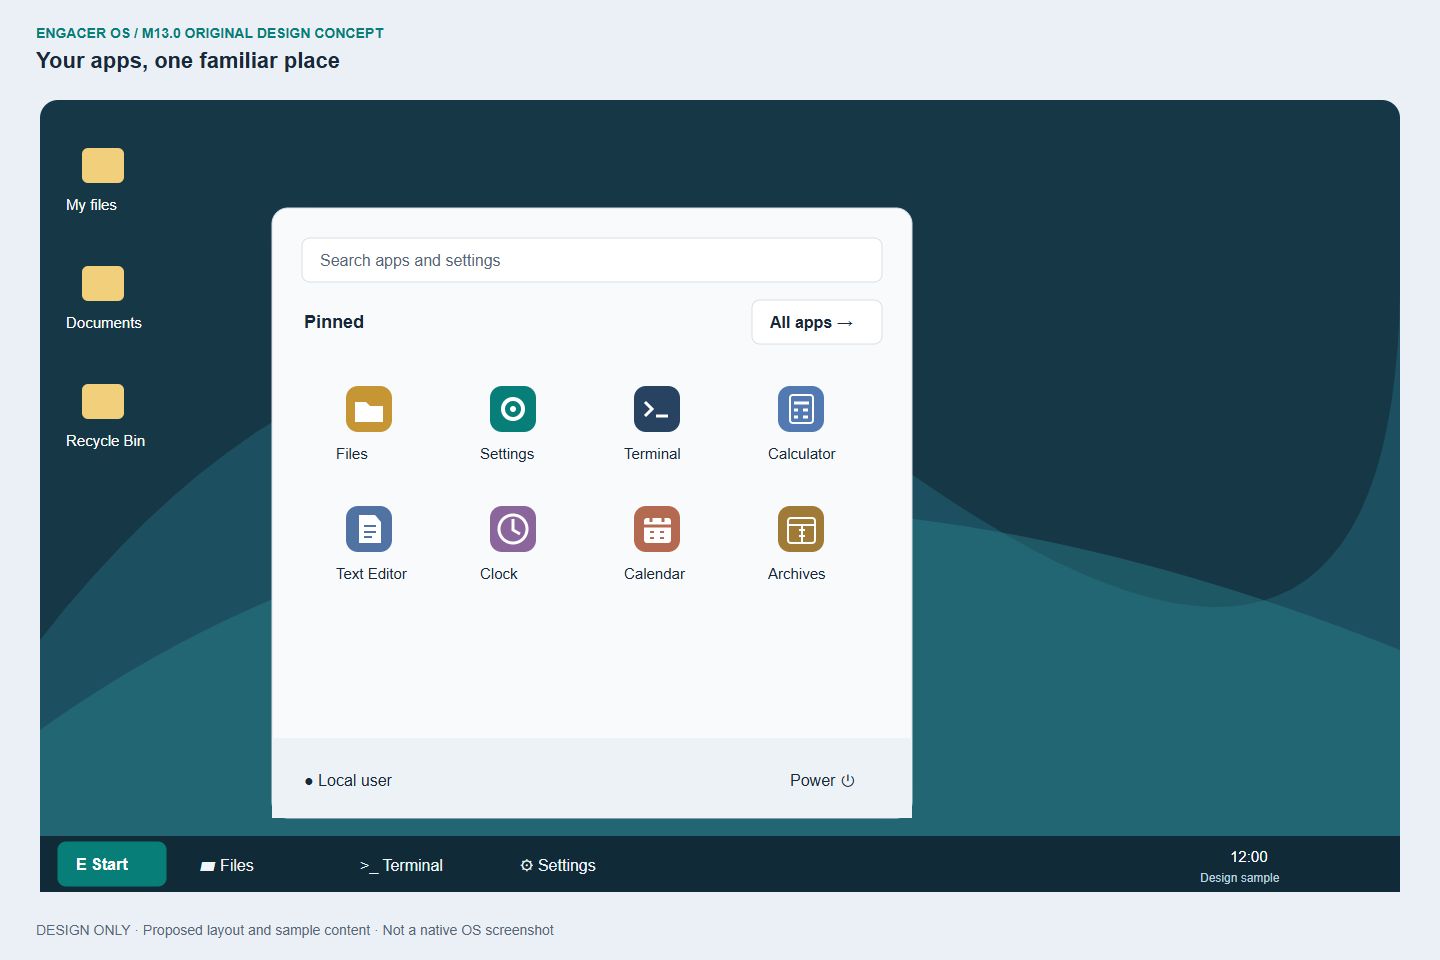 ENGACER OS / M13.0 ORIGINAL DESIGN CONCEPT
Your apps, one familiar place
My files
Documents
Recycle Bin
Search apps and settings
Pinned
All apps →
Files
Settings
Terminal
Calculator
Text Editor
Clock
Calendar
Archives
● Local user
Power ⏻
E Start
▰ Files
>_ Terminal
⚙ Settings
12:00
Design sample
DESIGN ONLY · Proposed layout and sample content · Not a native OS screenshot